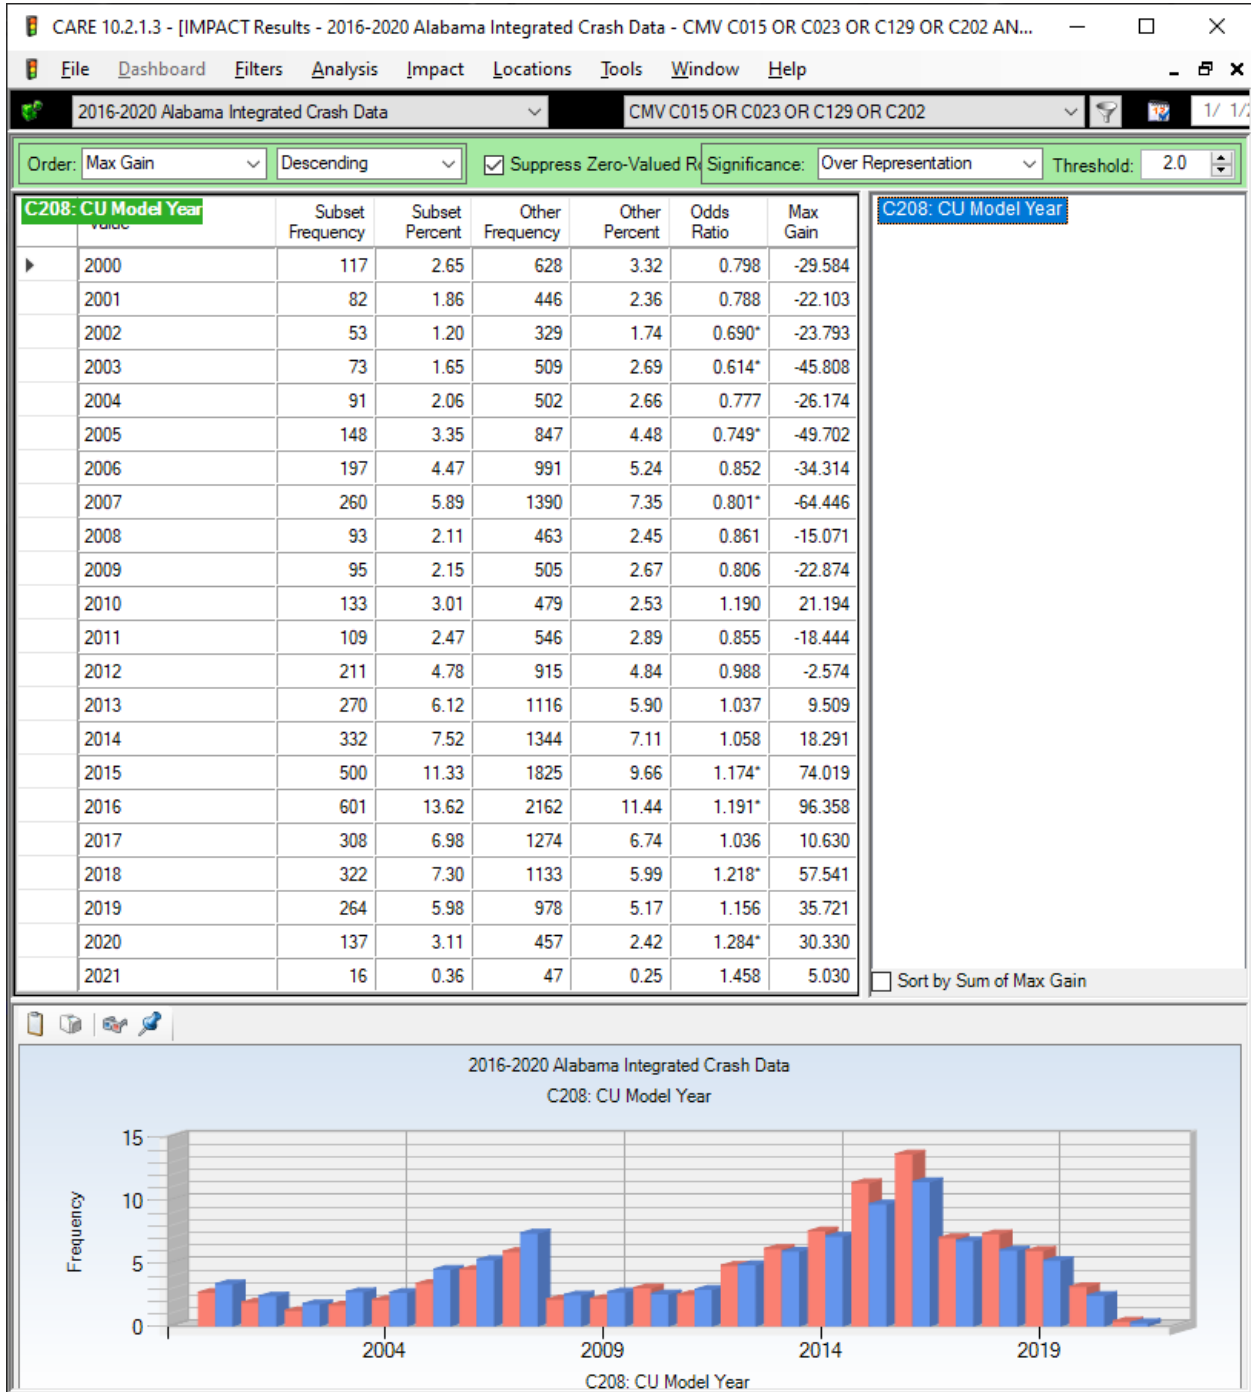 CARE 10.2.1.3 - [IMPACT Results - 2016-2020 Alabama Integrated Crash Data - CMV C015 OR C023 OR C129 OR C202 AN...
File Dashboard Filters Analysis Impact Locations Tools Window Help
2016-2020 Alabama Integrated Crash Data CMV C015 OR C023 OR C129 OR C202 1/ 1/
Order: Max Gain Descending Suppress Zero-Valued R Significance: Over Representation Threshold: 2.0
C208: CU Model Year Subset Frequency Subset Percent Other Frequency Other Percent Odds Ratio Max Gain C208: CU Model Year
2000 117 2.65 628 3.32 0.798 -29.584
2001 82 1.86 446 2.36 0.788 -22.103
2002 53 1.20 329 1.74 0.690* -23.793
2003 73 1.65 509 2.69 0.614* -45.808
2004 91 2.06 502 2.66 0.777 -26.174
2005 148 3.35 847 4.48 0.749* -49.702
2006 197 4.47 991 5.24 0.852 -34.314
2007 260 5.89 1390 7.35 0.801* -64.446
2008 93 2.11 463 2.45 0.861 -15.071
2009 95 2.15 505 2.67 0.806 -22.874
2010 133 3.01 479 2.53 1.190 21.194
2011 109 2.47 546 2.89 0.855 -18.444
2012 211 4.78 915 4.84 0.988 -2.574
2013 270 6.12 1116 5.90 1.037 9.509
2014 332 7.52 1344 7.11 1.058 18.291
2015 500 11.33 1825 9.66 1.174* 74.019
2016 601 13.62 2162 11.44 1.191* 96.358
2017 308 6.98 1274 6.74 1.036 10.630
2018 322 7.30 1133 5.99 1.218* 57.541
2019 264 5.98 978 5.17 1.156 35.721
2020 137 3.11 457 2.42 1.284* 30.330
2021 16 0.36 47 0.25 1.458 5.030
Sort by Sum of Max Gain
2016-2020 Alabama Integrated Crash Data
C208: CU Model Year
15
10
5
0
Frequency
2004 2009 2014 2019
C208: CU Model Year